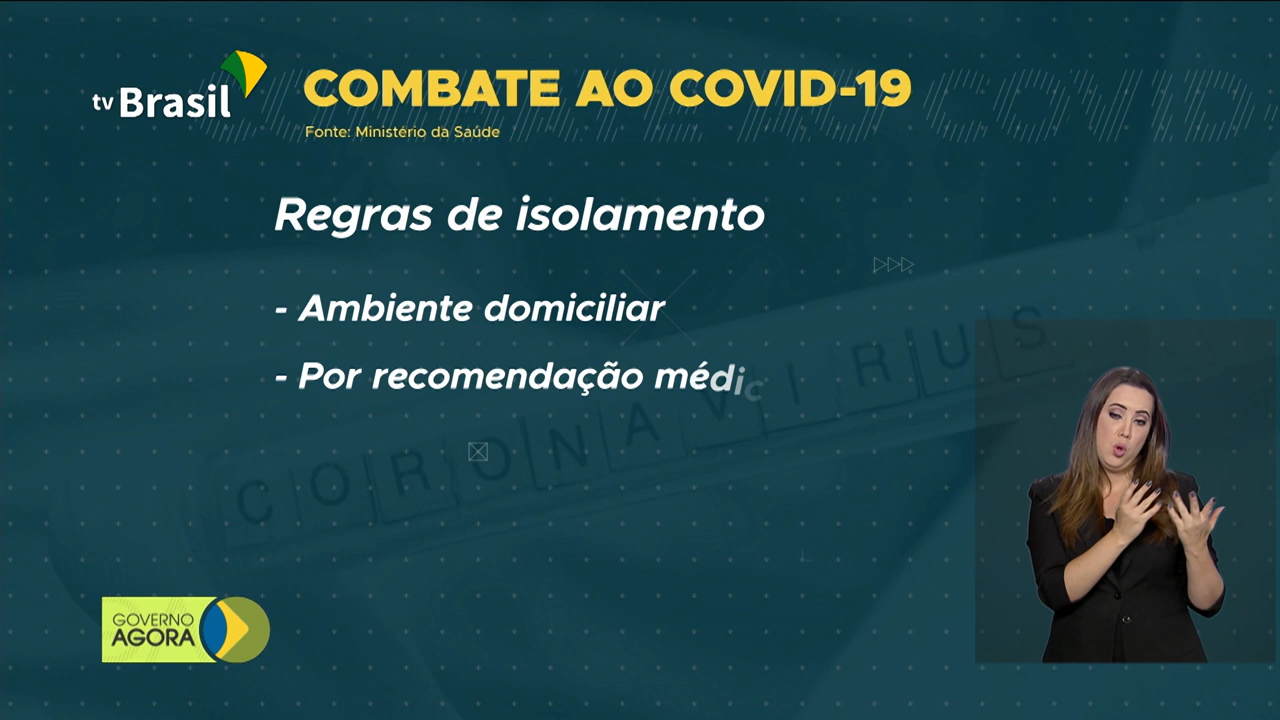 tv Brasil
COMBATE AO COVID-19
Fonte: Ministério da Saúde
Regras de isolamento
- Ambiente domiciliar
- Por recomendação médic
CORONAVIRUS
GOVERNO
AGORA